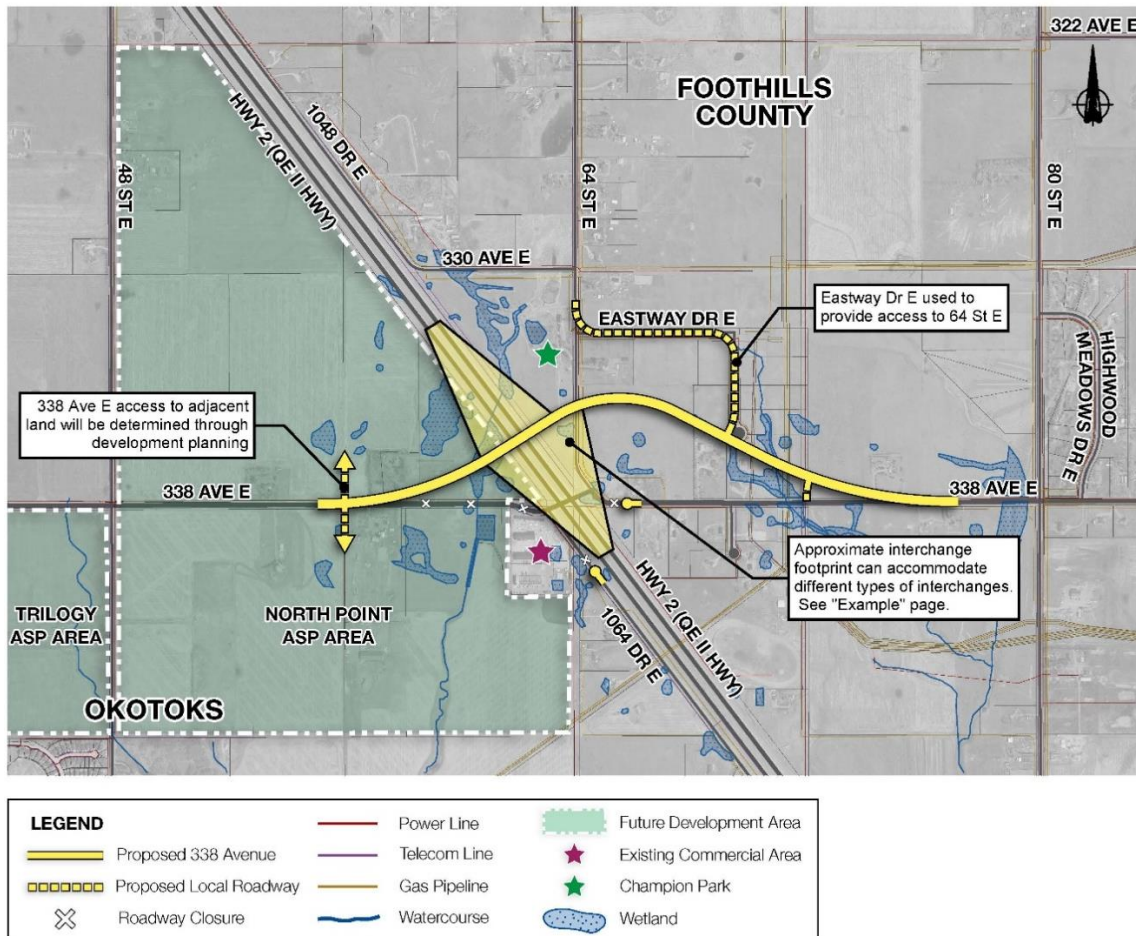 322 AVE E
FOOTHILLS
COUNTY
HWY 2 (QE II HWY)
1048 DR E
48 ST E
64 ST E
80 ST E
330 AVE E
EASTWAY DR E
Eastway Dr E used to
provide access to 64 St E
HIGHWOOD
MEADOWS DR E
338 Ave E access to adjacent
land will be determined through
development planning
338 AVE E
338 AVE E
Approximate interchange
footprint can accommodate
different types of interchanges.
See "Example" page.
TRILOGY
ASP AREA
NORTH POINT
ASP AREA
HWY 2 (QE II HWY)
1064 DR E
OKOTOKS
LEGEND
Proposed 338 Avenue
Proposed Local Roadway
Roadway Closure
Power Line
Telecom Line
Gas Pipeline
Watercourse
Future Development Area
Existing Commercial Area
Champion Park
Wetland